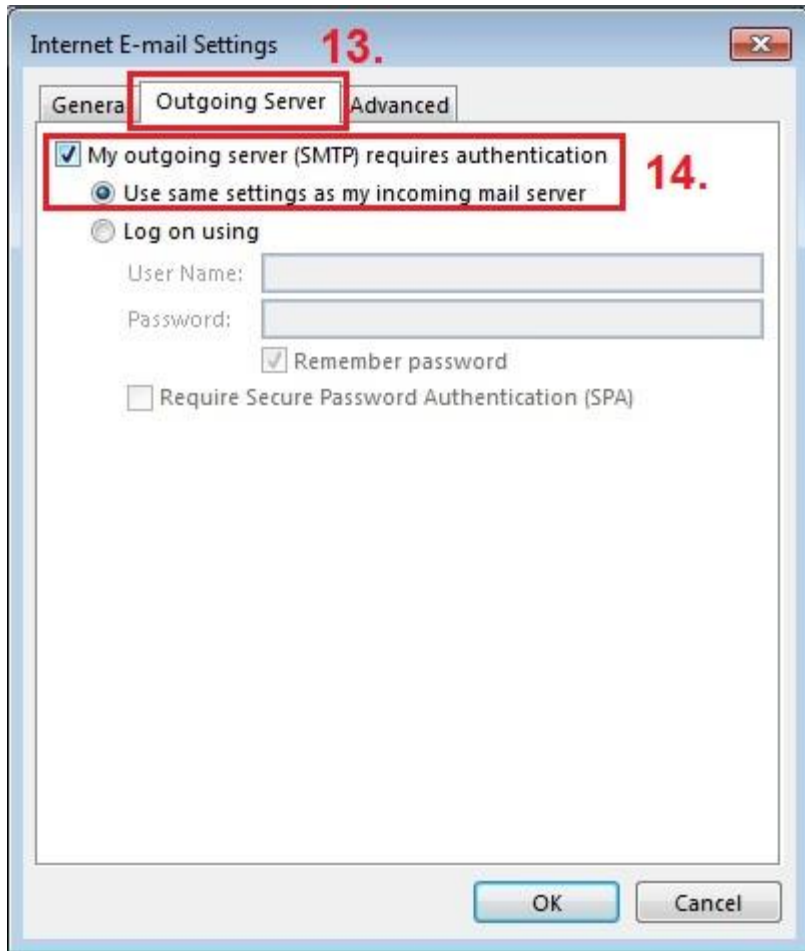 Internet E-mail Settings 13.
General Outgoing Server Advanced
My outgoing server (SMTP) requires authentication
14.
Use same settings as my incoming mail server
Log on using
User Name:
Password:
Remember password
Require Secure Password Authentication (SPA)
OK Cancel